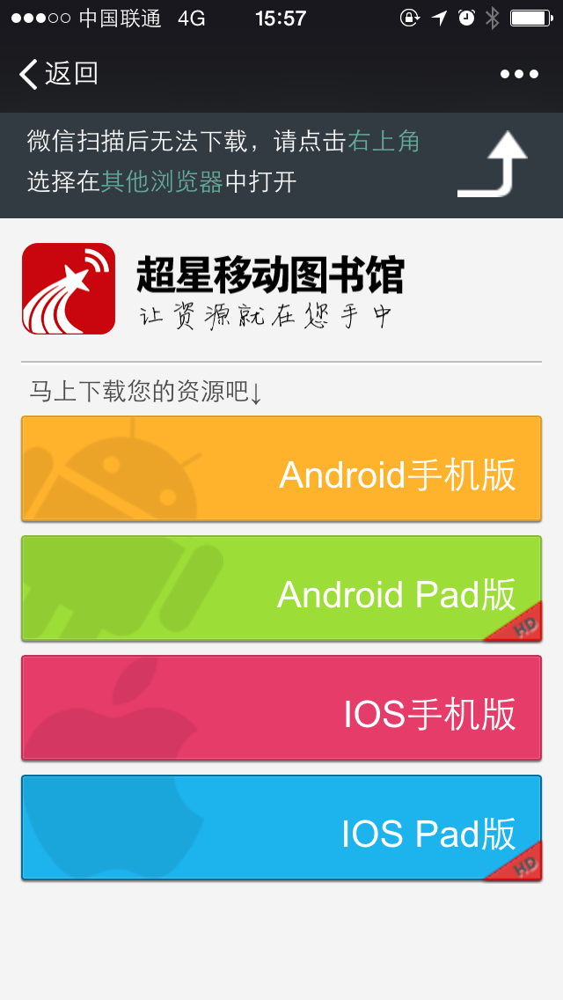 中国联通 4G 15:57
返回
微信扫描后无法下载，请点击右上角
选择在其他浏览器中打开
超星移动图书馆
让资源就在您手中
马上下载您的资源吧↓
Android手机版
Android Pad版
HD
IOS手机版
IOS Pad版
HD